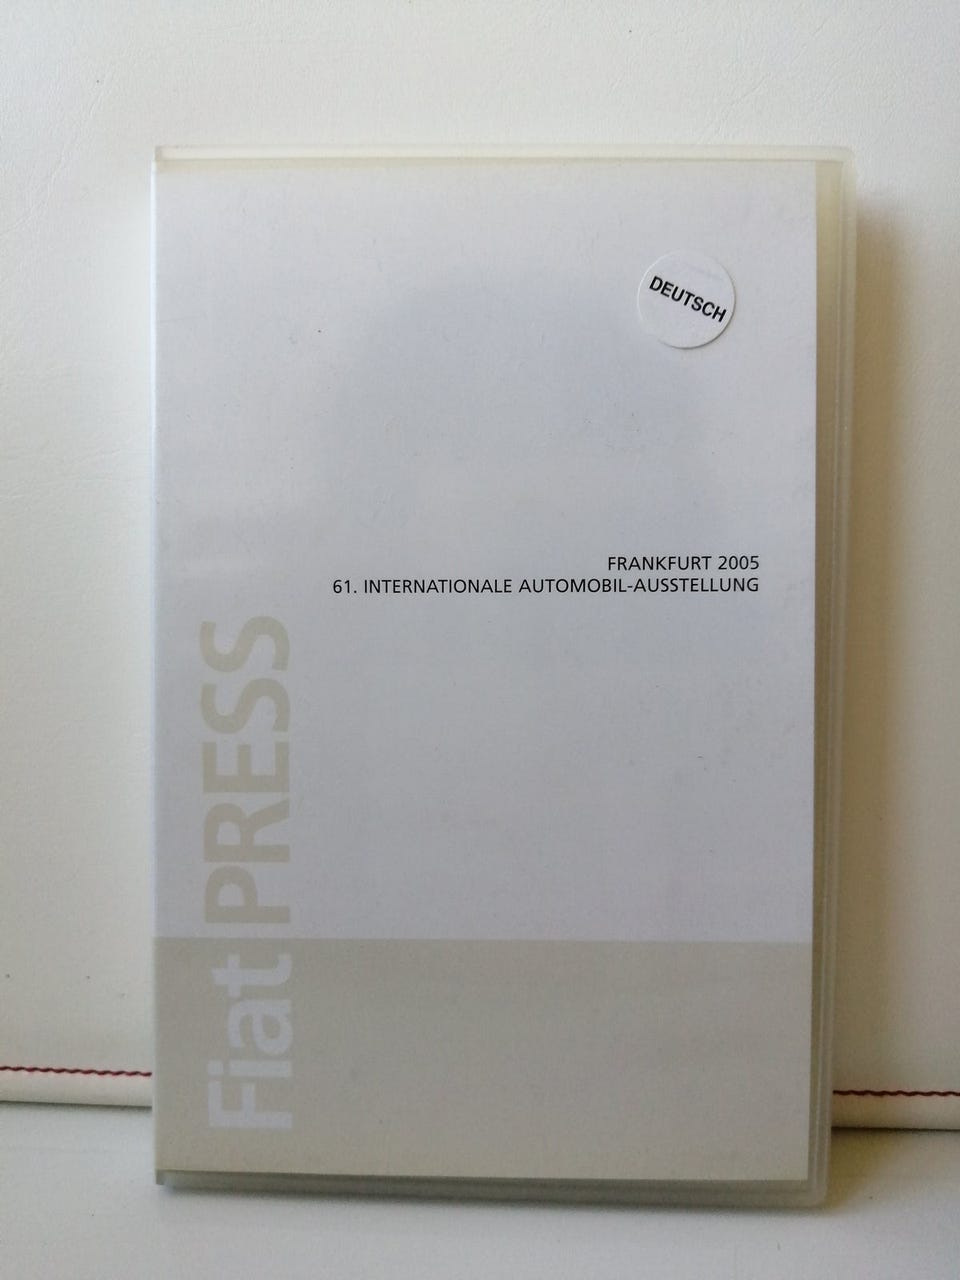 DEUTSCH
FRANKFURT 2005
61. INTERNATIONALE AUTOMOBIL-AUSSTELLUNG
Fiat PRESS